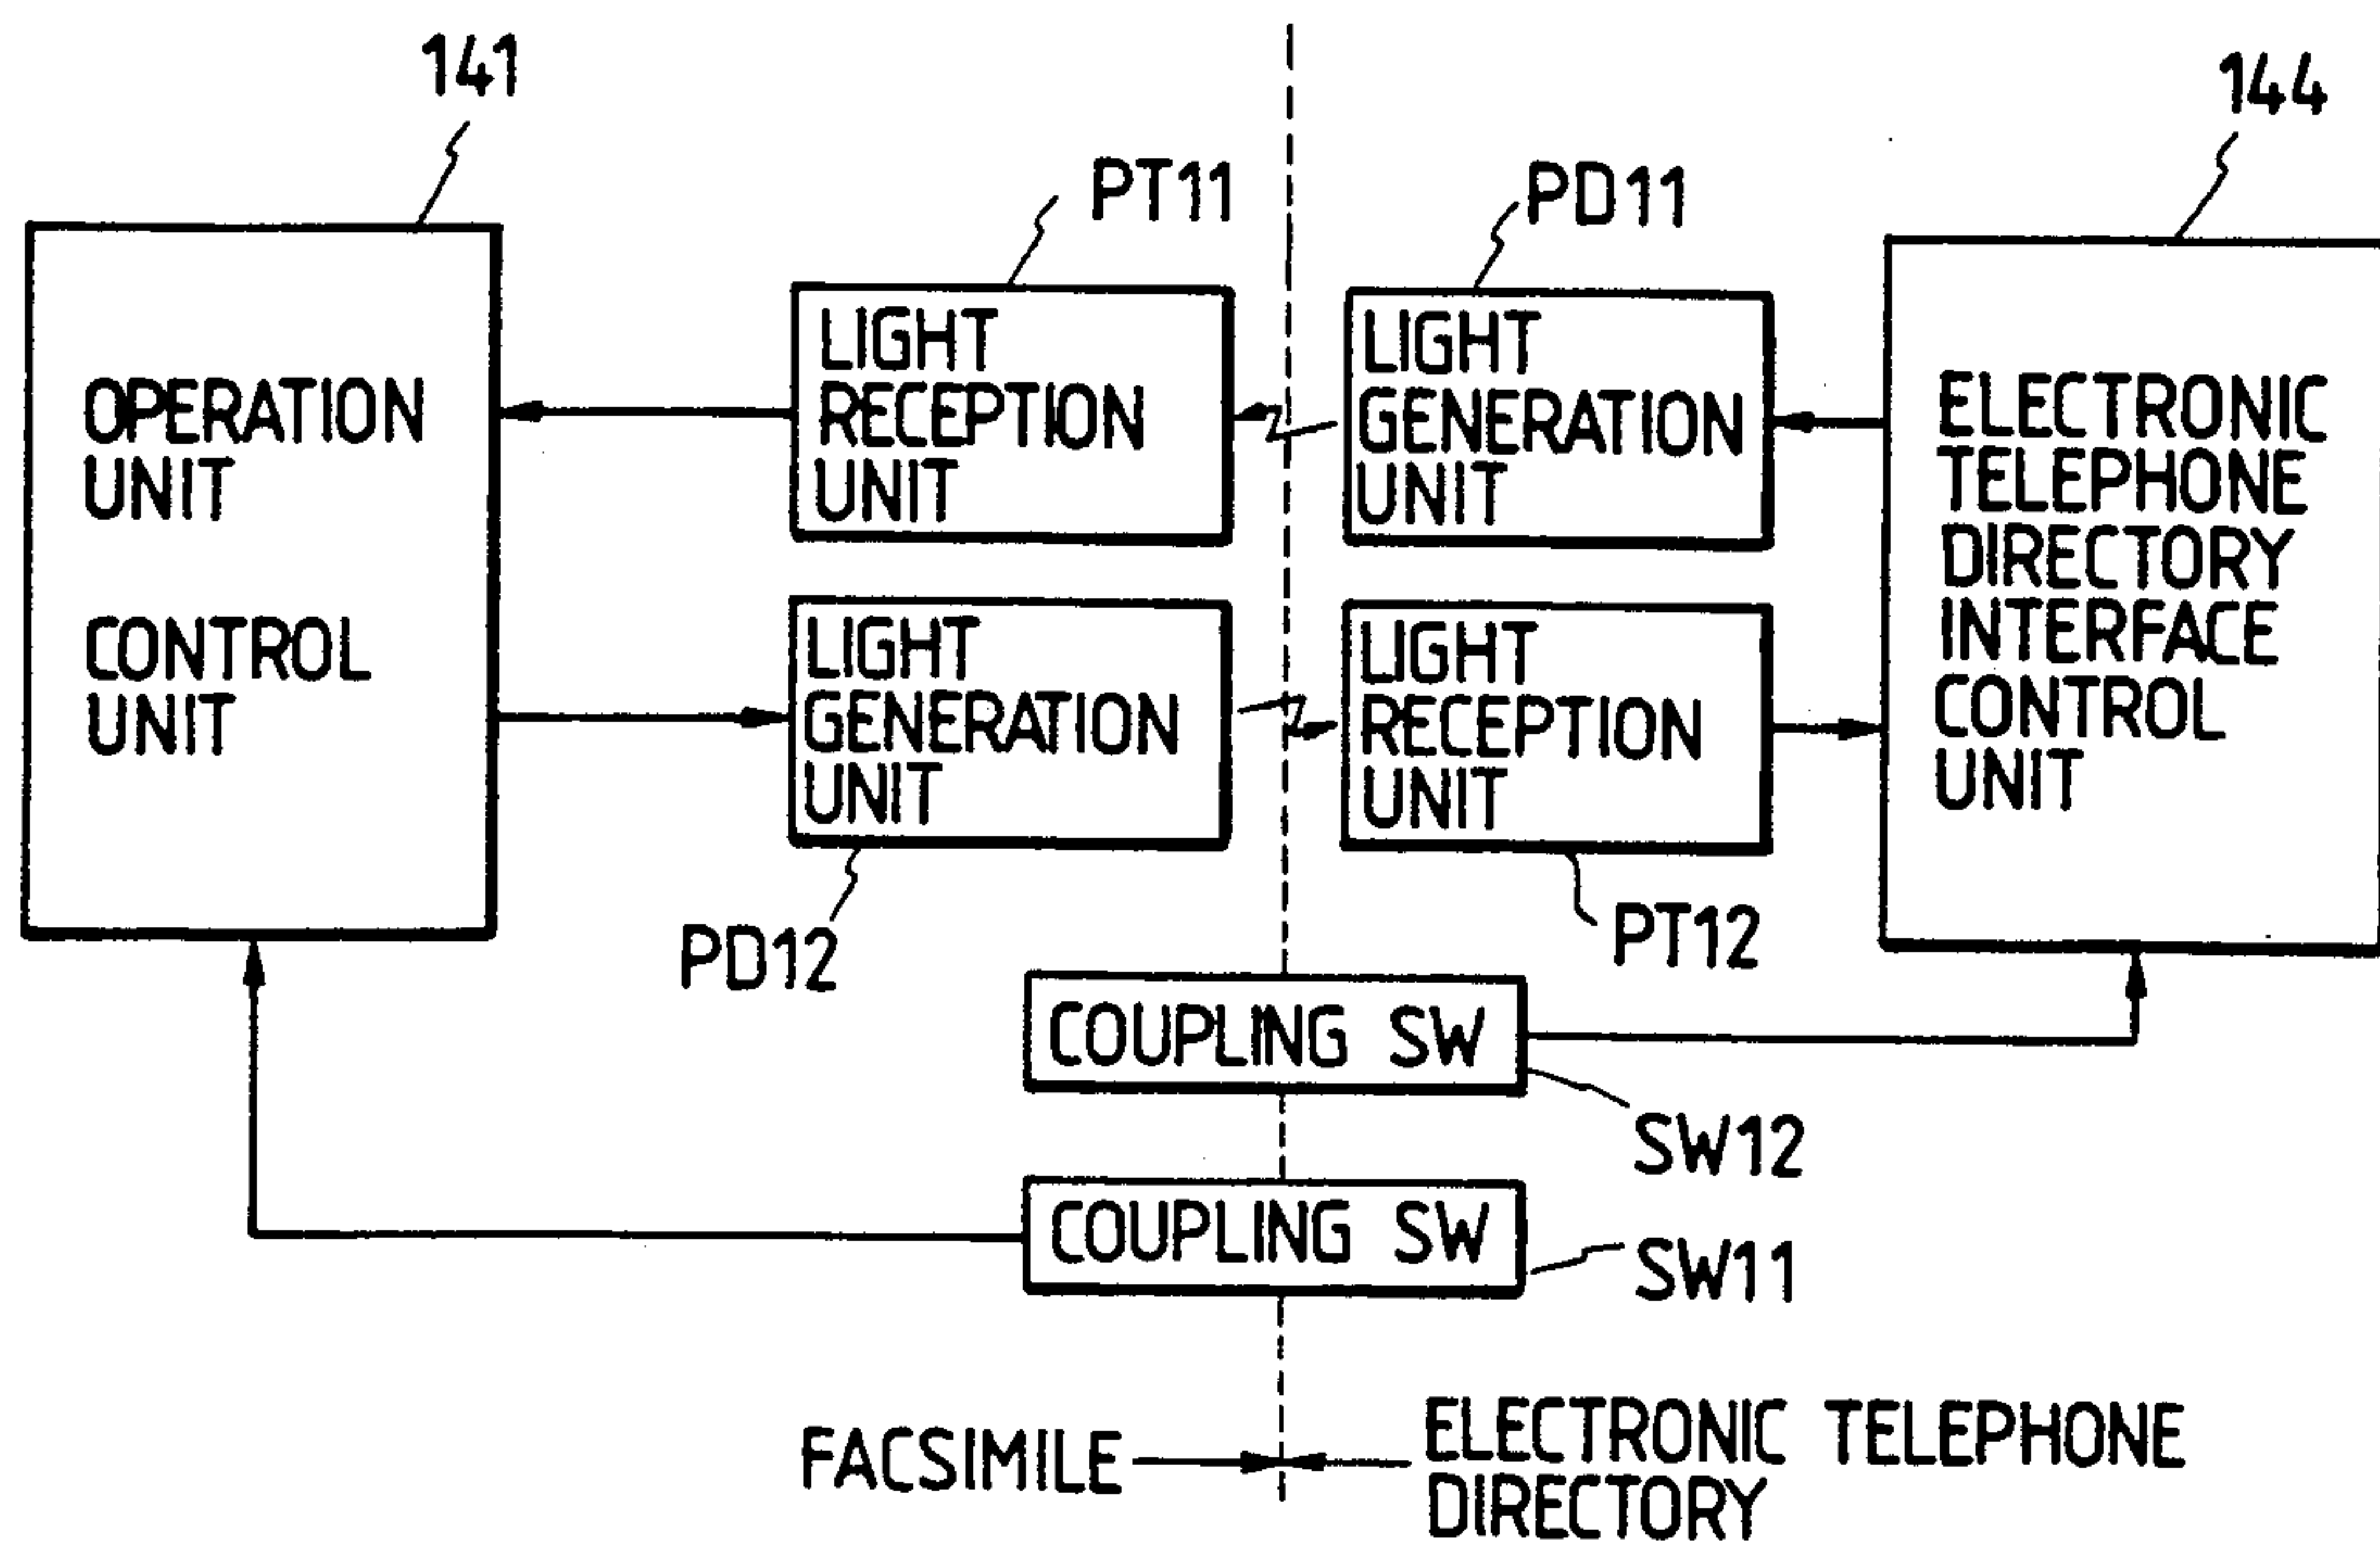 141
144
PT11
PD11
OPERATION
UNIT
CONTROL
UNIT
LIGHT
RECEPTION
UNIT
LIGHT
GENERATION
UNIT
ELECTRONIC
TELEPHONE
DIRECTORY
INTERFACE
CONTROL
UNIT
LIGHT
GENERATION
UNIT
LIGHT
RECEPTION
UNIT
PD12
PT12
COUPLING SW
SW12
COUPLING SW
SW11
FACSIMILE
ELECTRONIC TELEPHONE
DIRECTORY